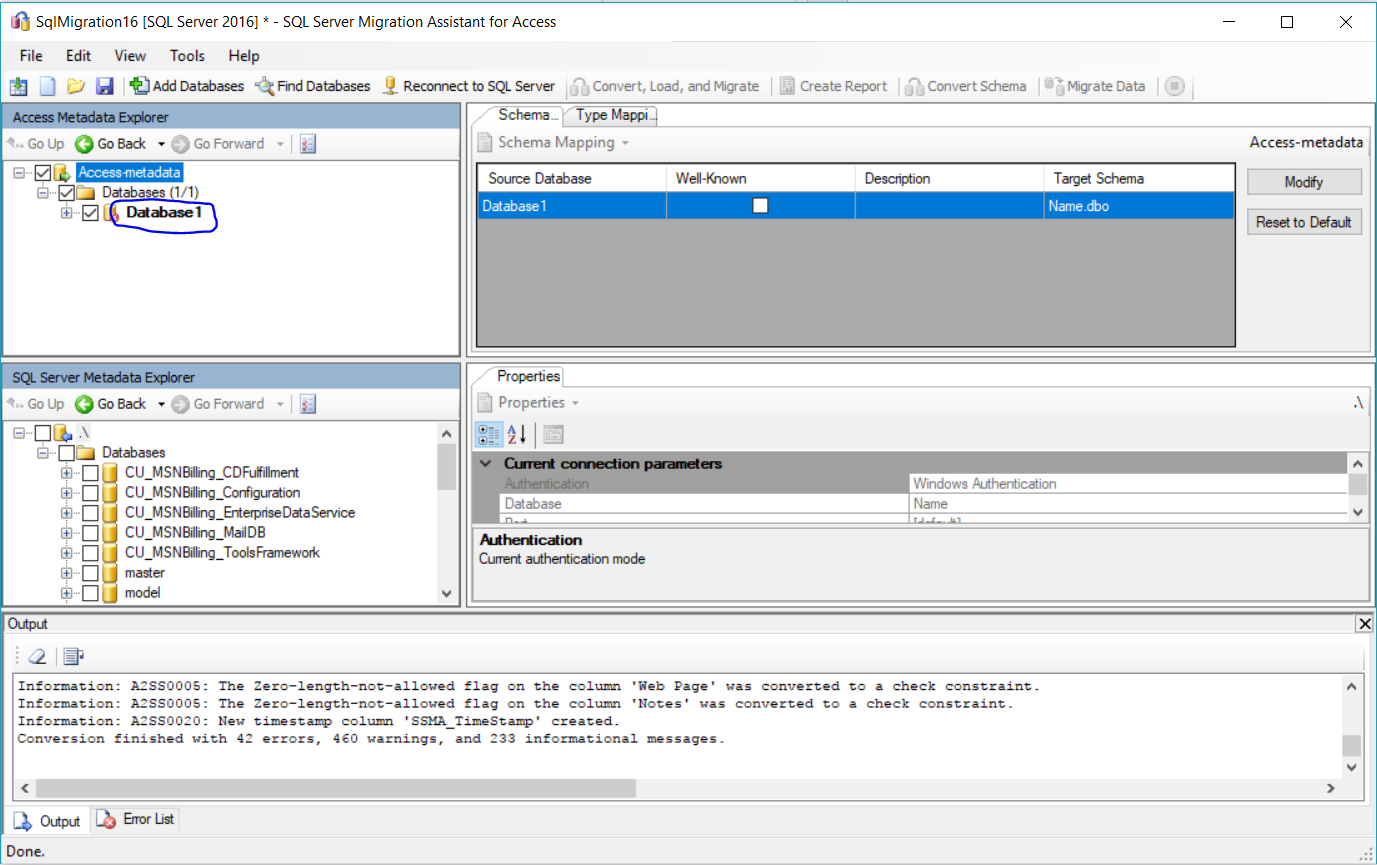 SqlMigration16 [SQL Server 2016] * - SQL Server Migration Assistant for Access
File Edit View Tools Help
Add Databases Find Databases Reconnect to SQL Server Convert, Load, and Migrate Create Report Convert Schema Migrate Data
Access Metadata Explorer
Go Up Go Back Go Forward
Access-metadata
Databases (1/1)
Database1
Schema... Type Mappi...
Schema Mapping
Access-metadata
Source Database Well-Known Description Target Schema
Database1 Name.dbo
Modify
Reset to Default
SQL Server Metadata Explorer
Go Up Go Back Go Forward
.\
Databases
CU_MSNBilling_CDFulfillment
CU_MSNBilling_Configuration
CU_MSNBilling_EnterpriseDataService
CU_MSNBilling_MailDB
CU_MSNBilling_ToolsFramework
master
model
Properties
Properties
.\
Current connection parameters
Authentication Windows Authentication
Database Name
Port [default]
Authentication
Current authentication mode
Output
Information: A2SS0005: The Zero-length-not-allowed flag on the column 'Web Page' was converted to a check constraint.
Information: A2SS0005: The Zero-length-not-allowed flag on the column 'Notes' was converted to a check constraint.
Information: A2SS0020: New timestamp column 'SSMA_TimeStamp' created.
Conversion finished with 42 errors, 460 warnings, and 233 informational messages.
Output Error List
Done.